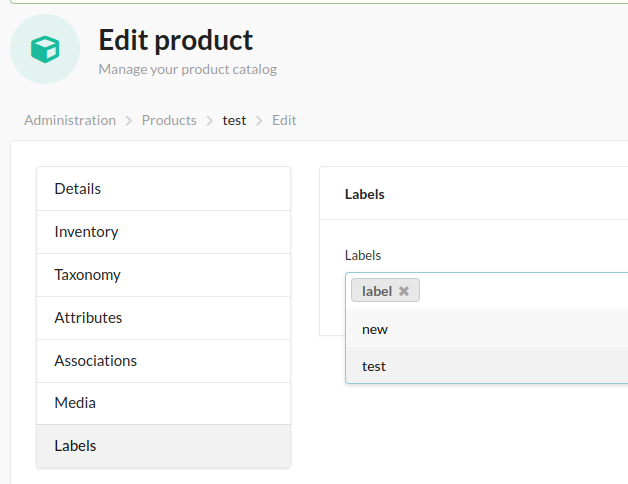 Edit product
Manage your product catalog
Administration > Products > test > Edit
Details
Inventory
Taxonomy
Attributes
Associations
Media
Labels
Labels
Labels
label ✖
new
test